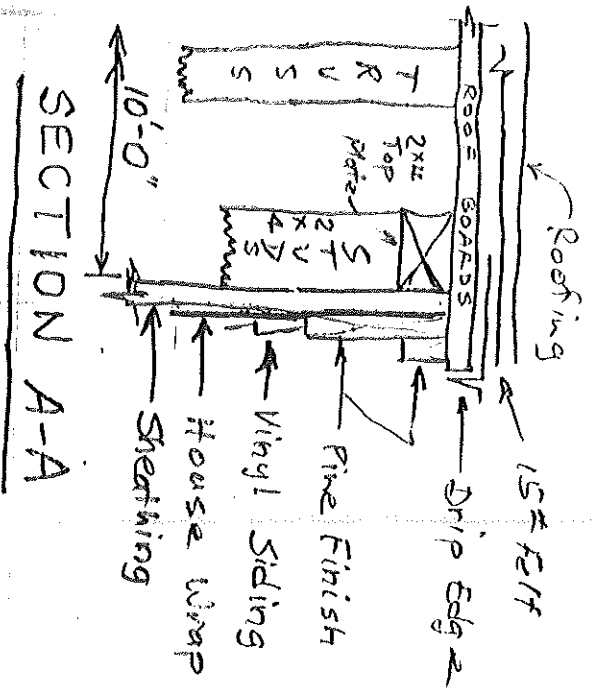 Roofing
15# felt
Drip Edge
ROOF BOARDS
TRUSS
2x4
Top
Plate
2x4
STUDS
Pine Finish
Vinyl Siding
House Wrap
Sheathing
10'-0"
SECTION A-A